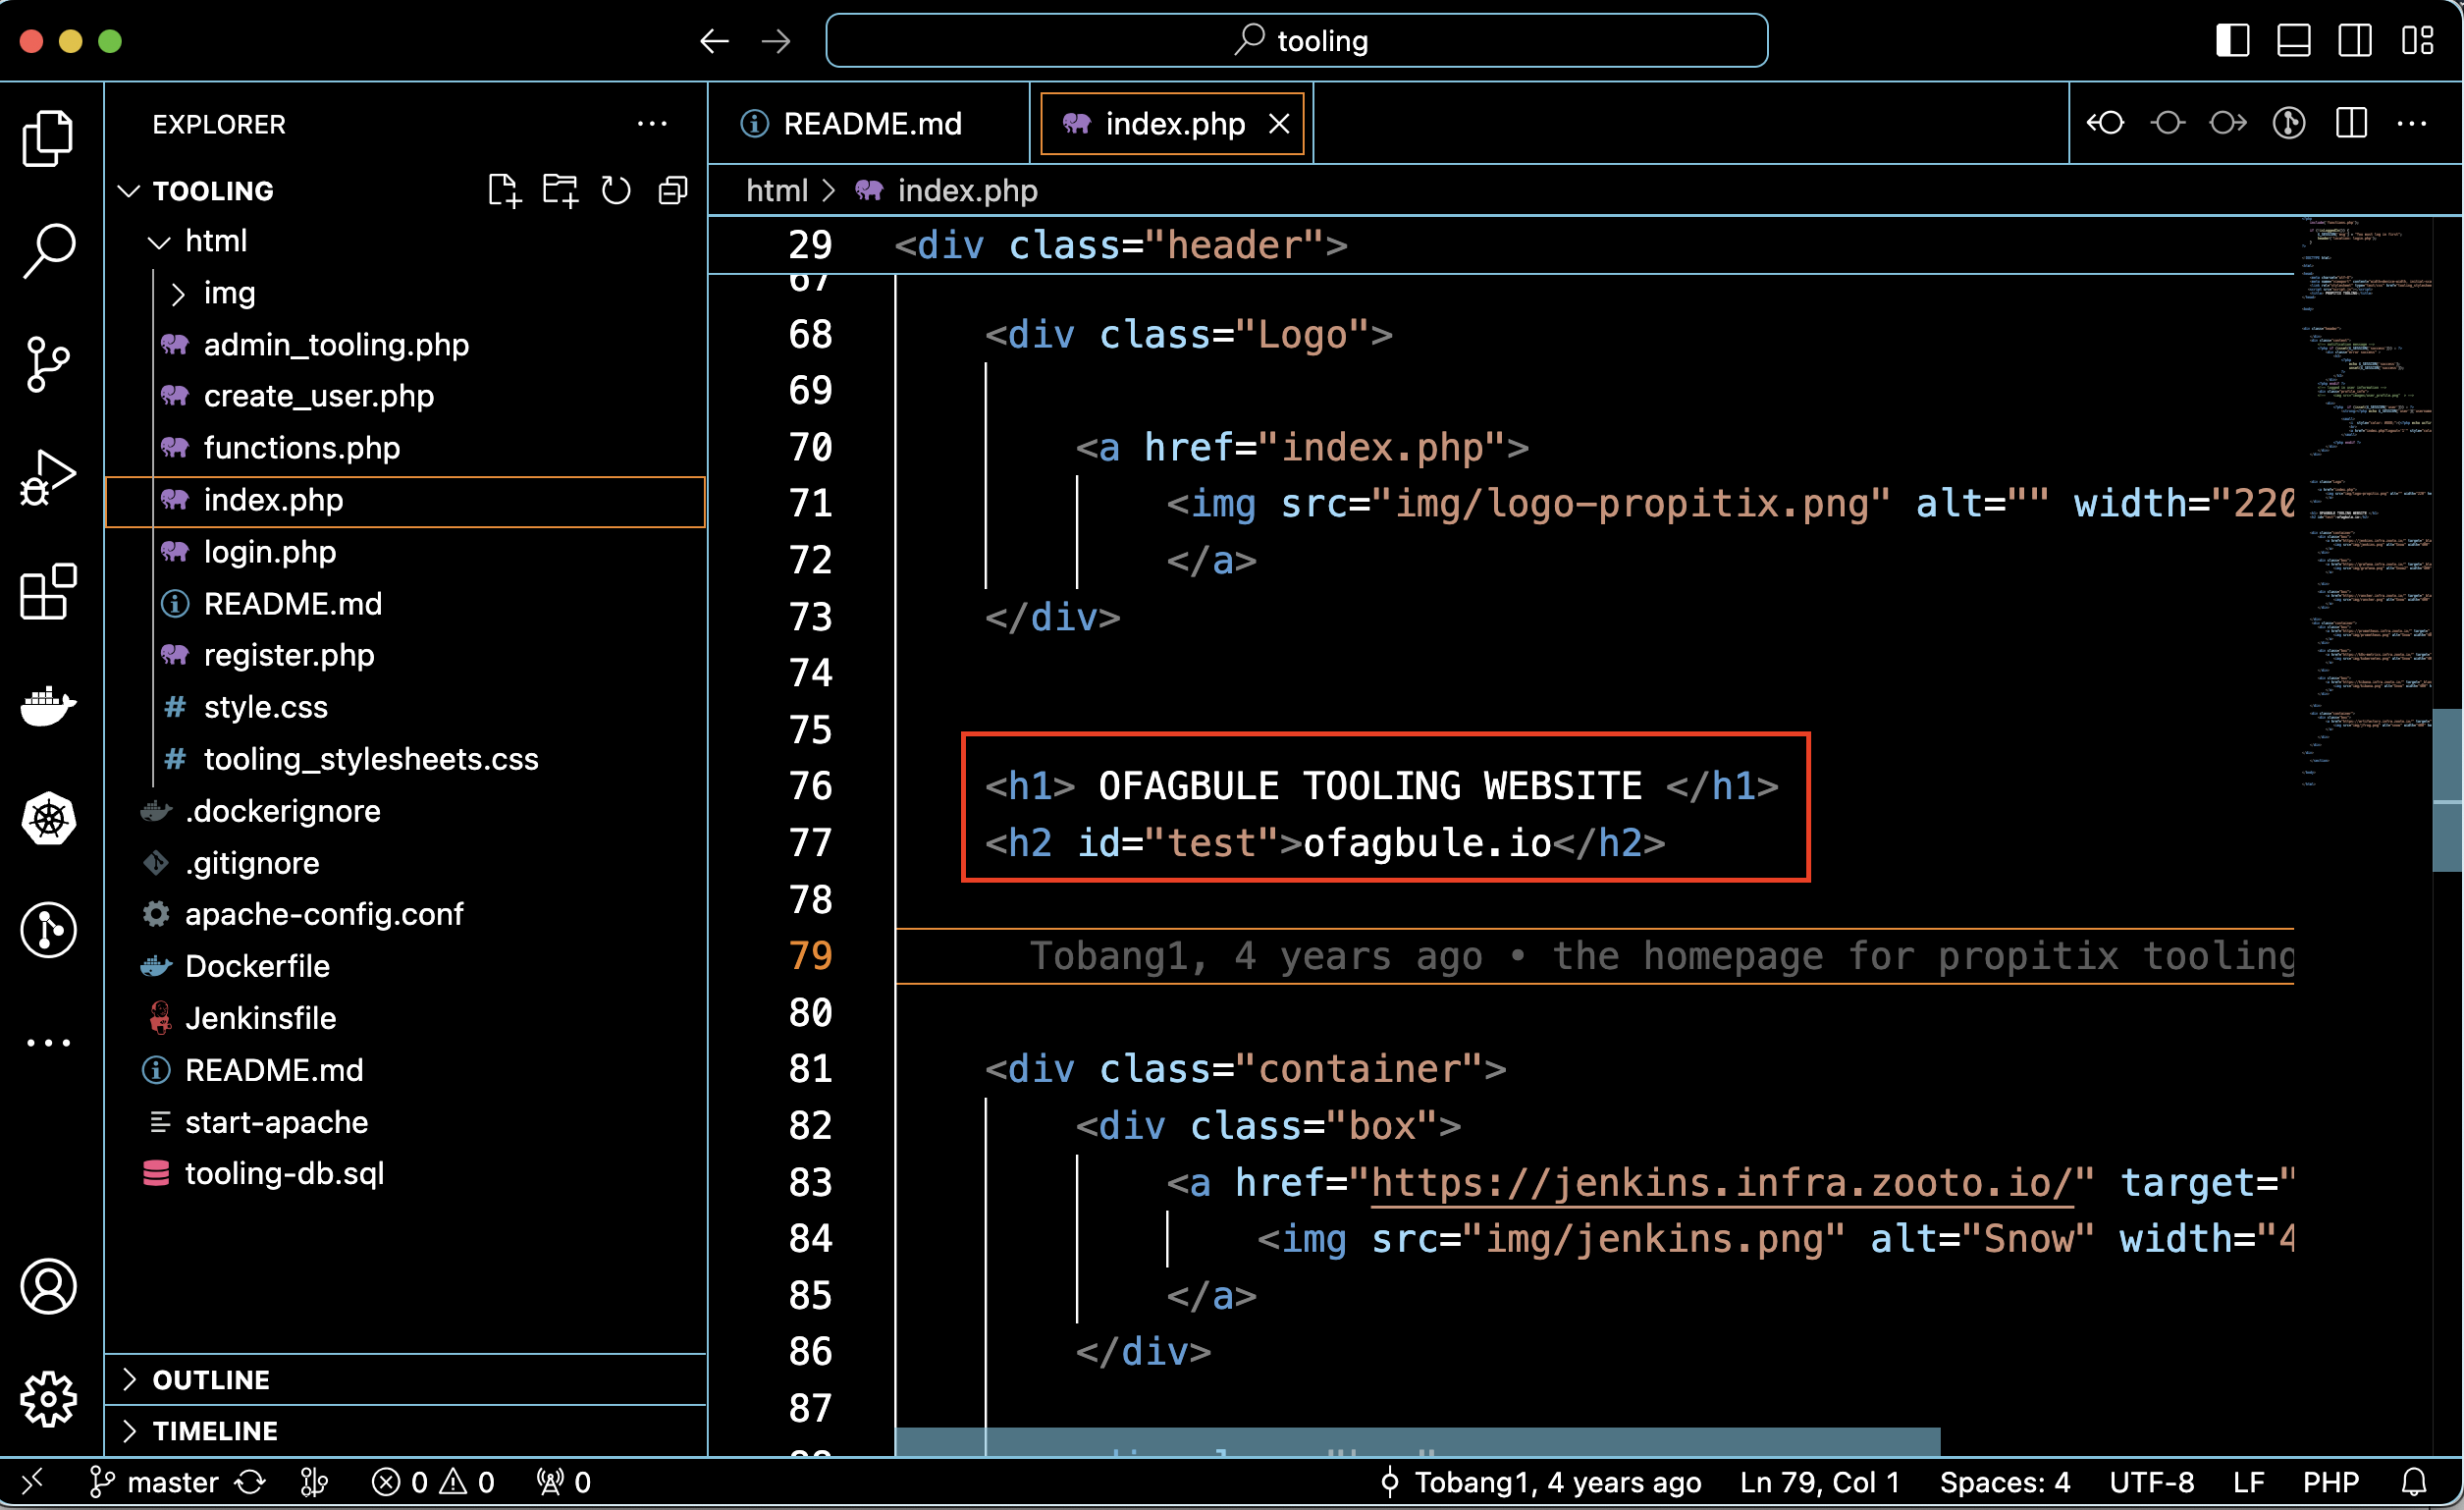 tooling
EXPLORER
TOOLING
html
img
admin_tooling.php
create_user.php
functions.php
index.php
login.php
README.md
register.php
# style.css
# tooling_stylesheets.css
.dockerignore
.gitignore
apache-config.conf
Dockerfile
Jenkinsfile
README.md
start-apache
tooling-db.sql
OUTLINE
TIMELINE
README.md
index.php
html > index.php
29 <div class="header">
67
68 <div class="Logo">
69
70 <a href="index.php">
71 <img src="img/logo-propitix.png" alt="" width="220
72 </a>
73 </div>
74
75
76 <h1> OFAGBULE TOOLING WEBSITE </h1>
77 <h2 id="test">ofagbule.io</h2>
78
79 Tobang1, 4 years ago • the homepage for propitix tooling
80
81 <div class="container">
82 <div class="box">
83 <a href="https://jenkins.infra.zooto.io/" target="
84 <img src="img/jenkins.png" alt="Snow" width="4
85 </a>
86 </div>
87
master
0 0
0
Tobang1, 4 years ago
Ln 79, Col 1
Spaces: 4
UTF-8
LF
PHP